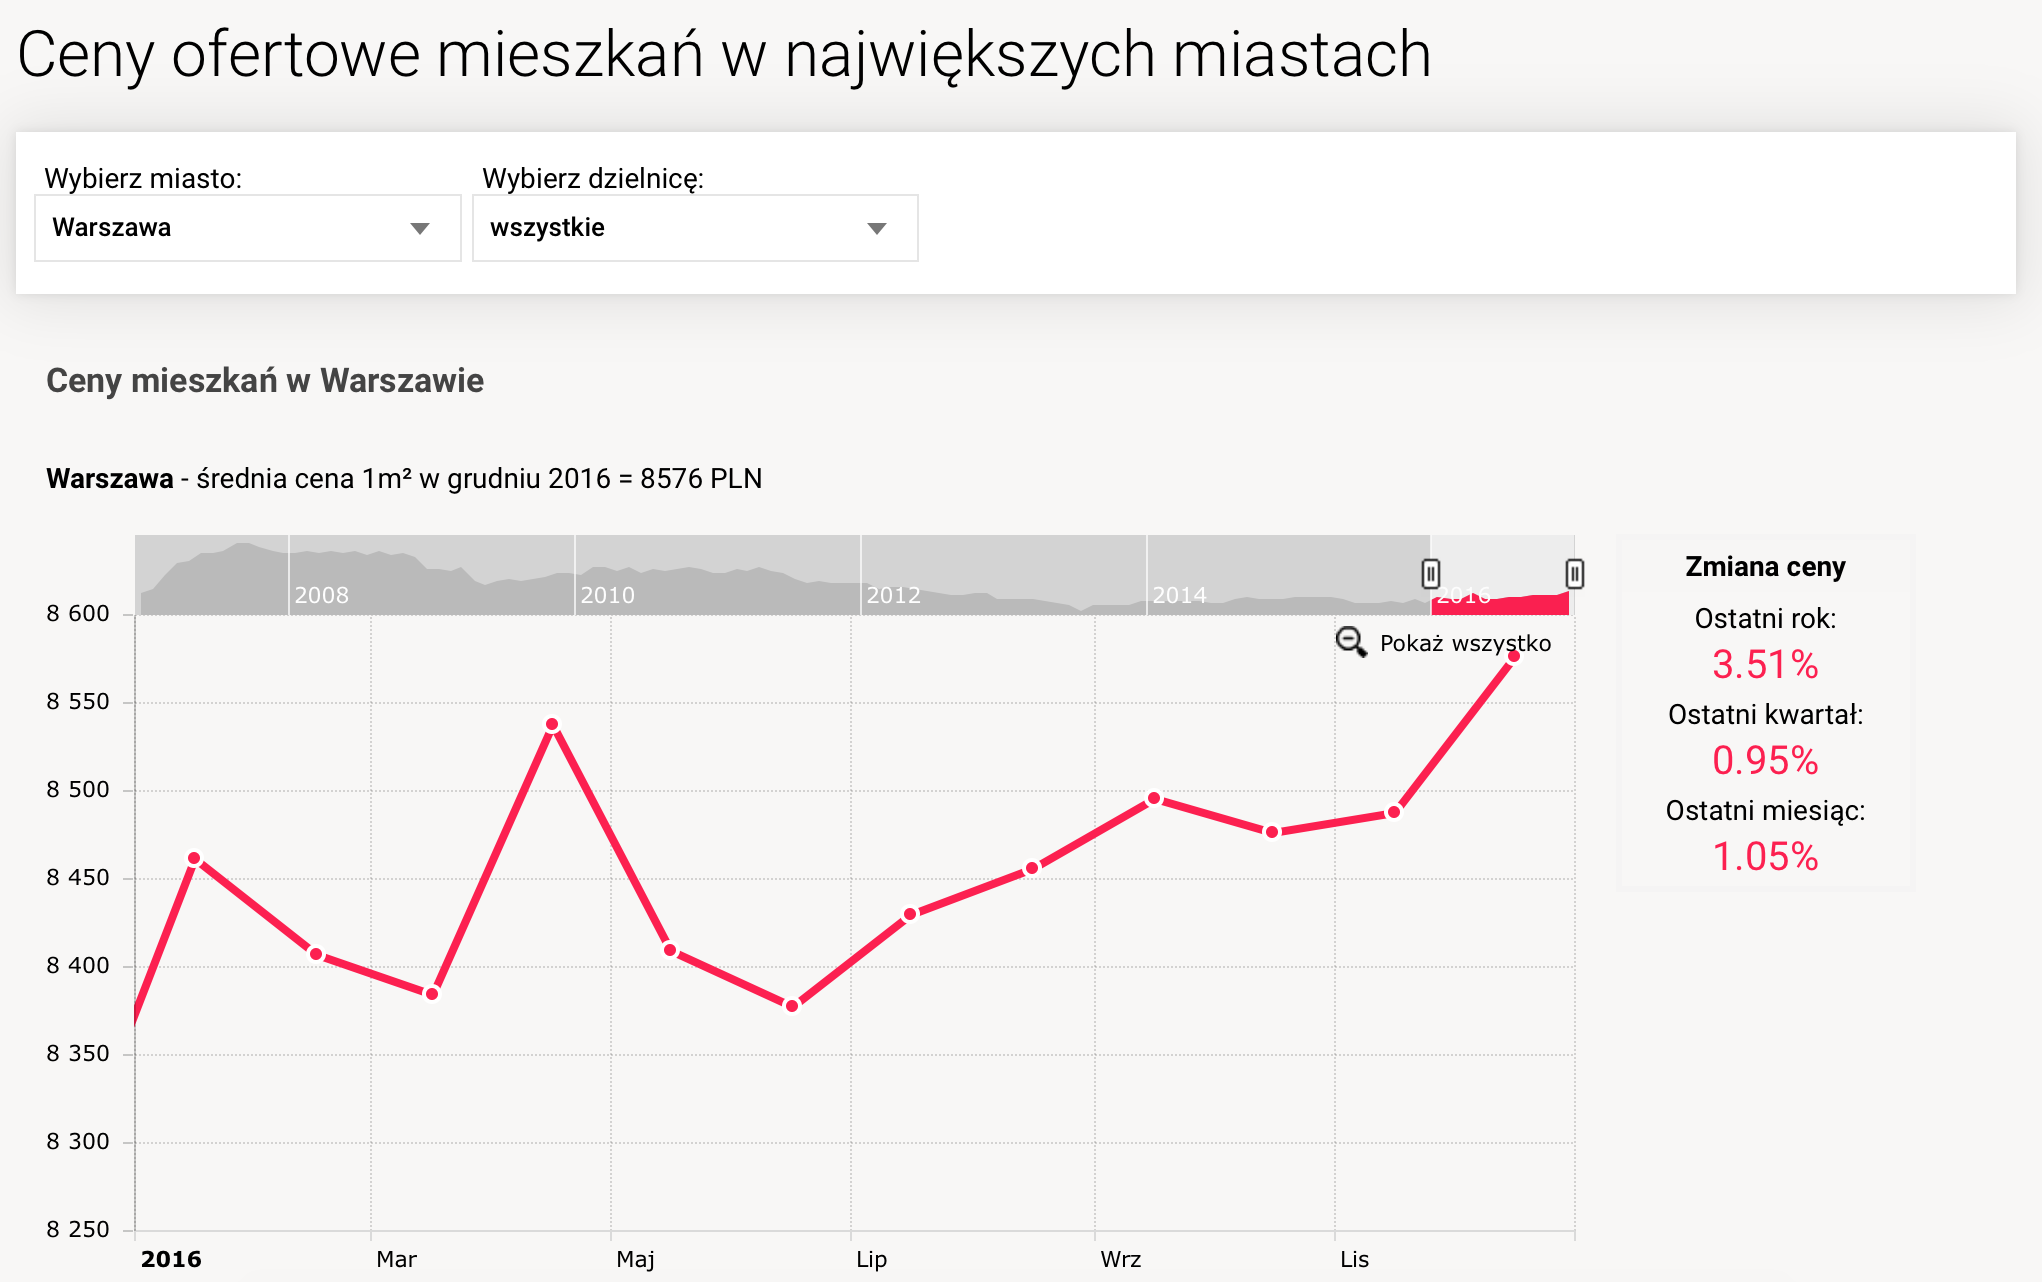 Ceny ofertowe mieszkań w największych miastach
Wybierz miasto:
Wybierz dzielnicę:
Warszawa
wszystkie
Ceny mieszkań w Warszawie
Warszawa - średnia cena 1m² w grudniu 2016 = 8576 PLN
2008
2010
2012
2014
2016
Pokaż wszystko
8 600
8 550
8 500
8 450
8 400
8 350
8 300
8 250
2016
Mar
Maj
Lip
Wrz
Lis
Zmiana ceny
Ostatni rok:
3.51%
Ostatni kwartał:
0.95%
Ostatni miesiąc:
1.05%